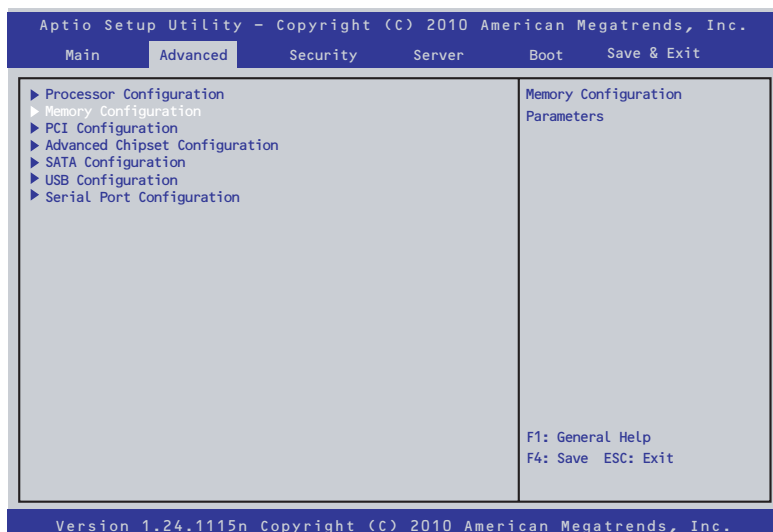 Aptio Setup Utility – Copyright (C) 2010 American Megatrends, Inc.
Main Advanced Security Server Boot Save & Exit
Processor Configuration
Memory Configuration
PCI Configuration
Advanced Chipset Configuration
SATA Configuration
USB Configuration
Serial Port Configuration
Memory Configuration
Parameters
F1: General Help
F4: Save ESC: Exit
Version 1.24.1115n Copyright (C) 2010 American Megatrends, Inc.